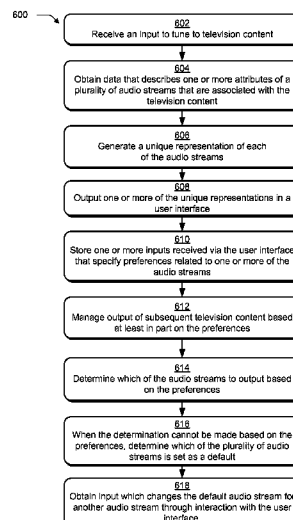 600
602
Receive an input to tune to television content
604
Obtain data that describes one or more attributes of a
plurality of audio streams that are associated with the
television content
606
Generate a unique representation of each
of the audio streams
608
Output one or more of the unique representations in a
user interface
610
Store one or more inputs received via the user interface
that specify preferences related to one or more of the
audio streams
612
Manage output of subsequent television content based
at least in part on the preferences
614
Determine which of the audio streams to output based
on the preferences
616
When the determination cannot be made based on the
preferences, determine which of the plurality of audio
streams is set as a default
618
Obtain input which changes the default audio stream to
another audio stream through interaction with the user
interface